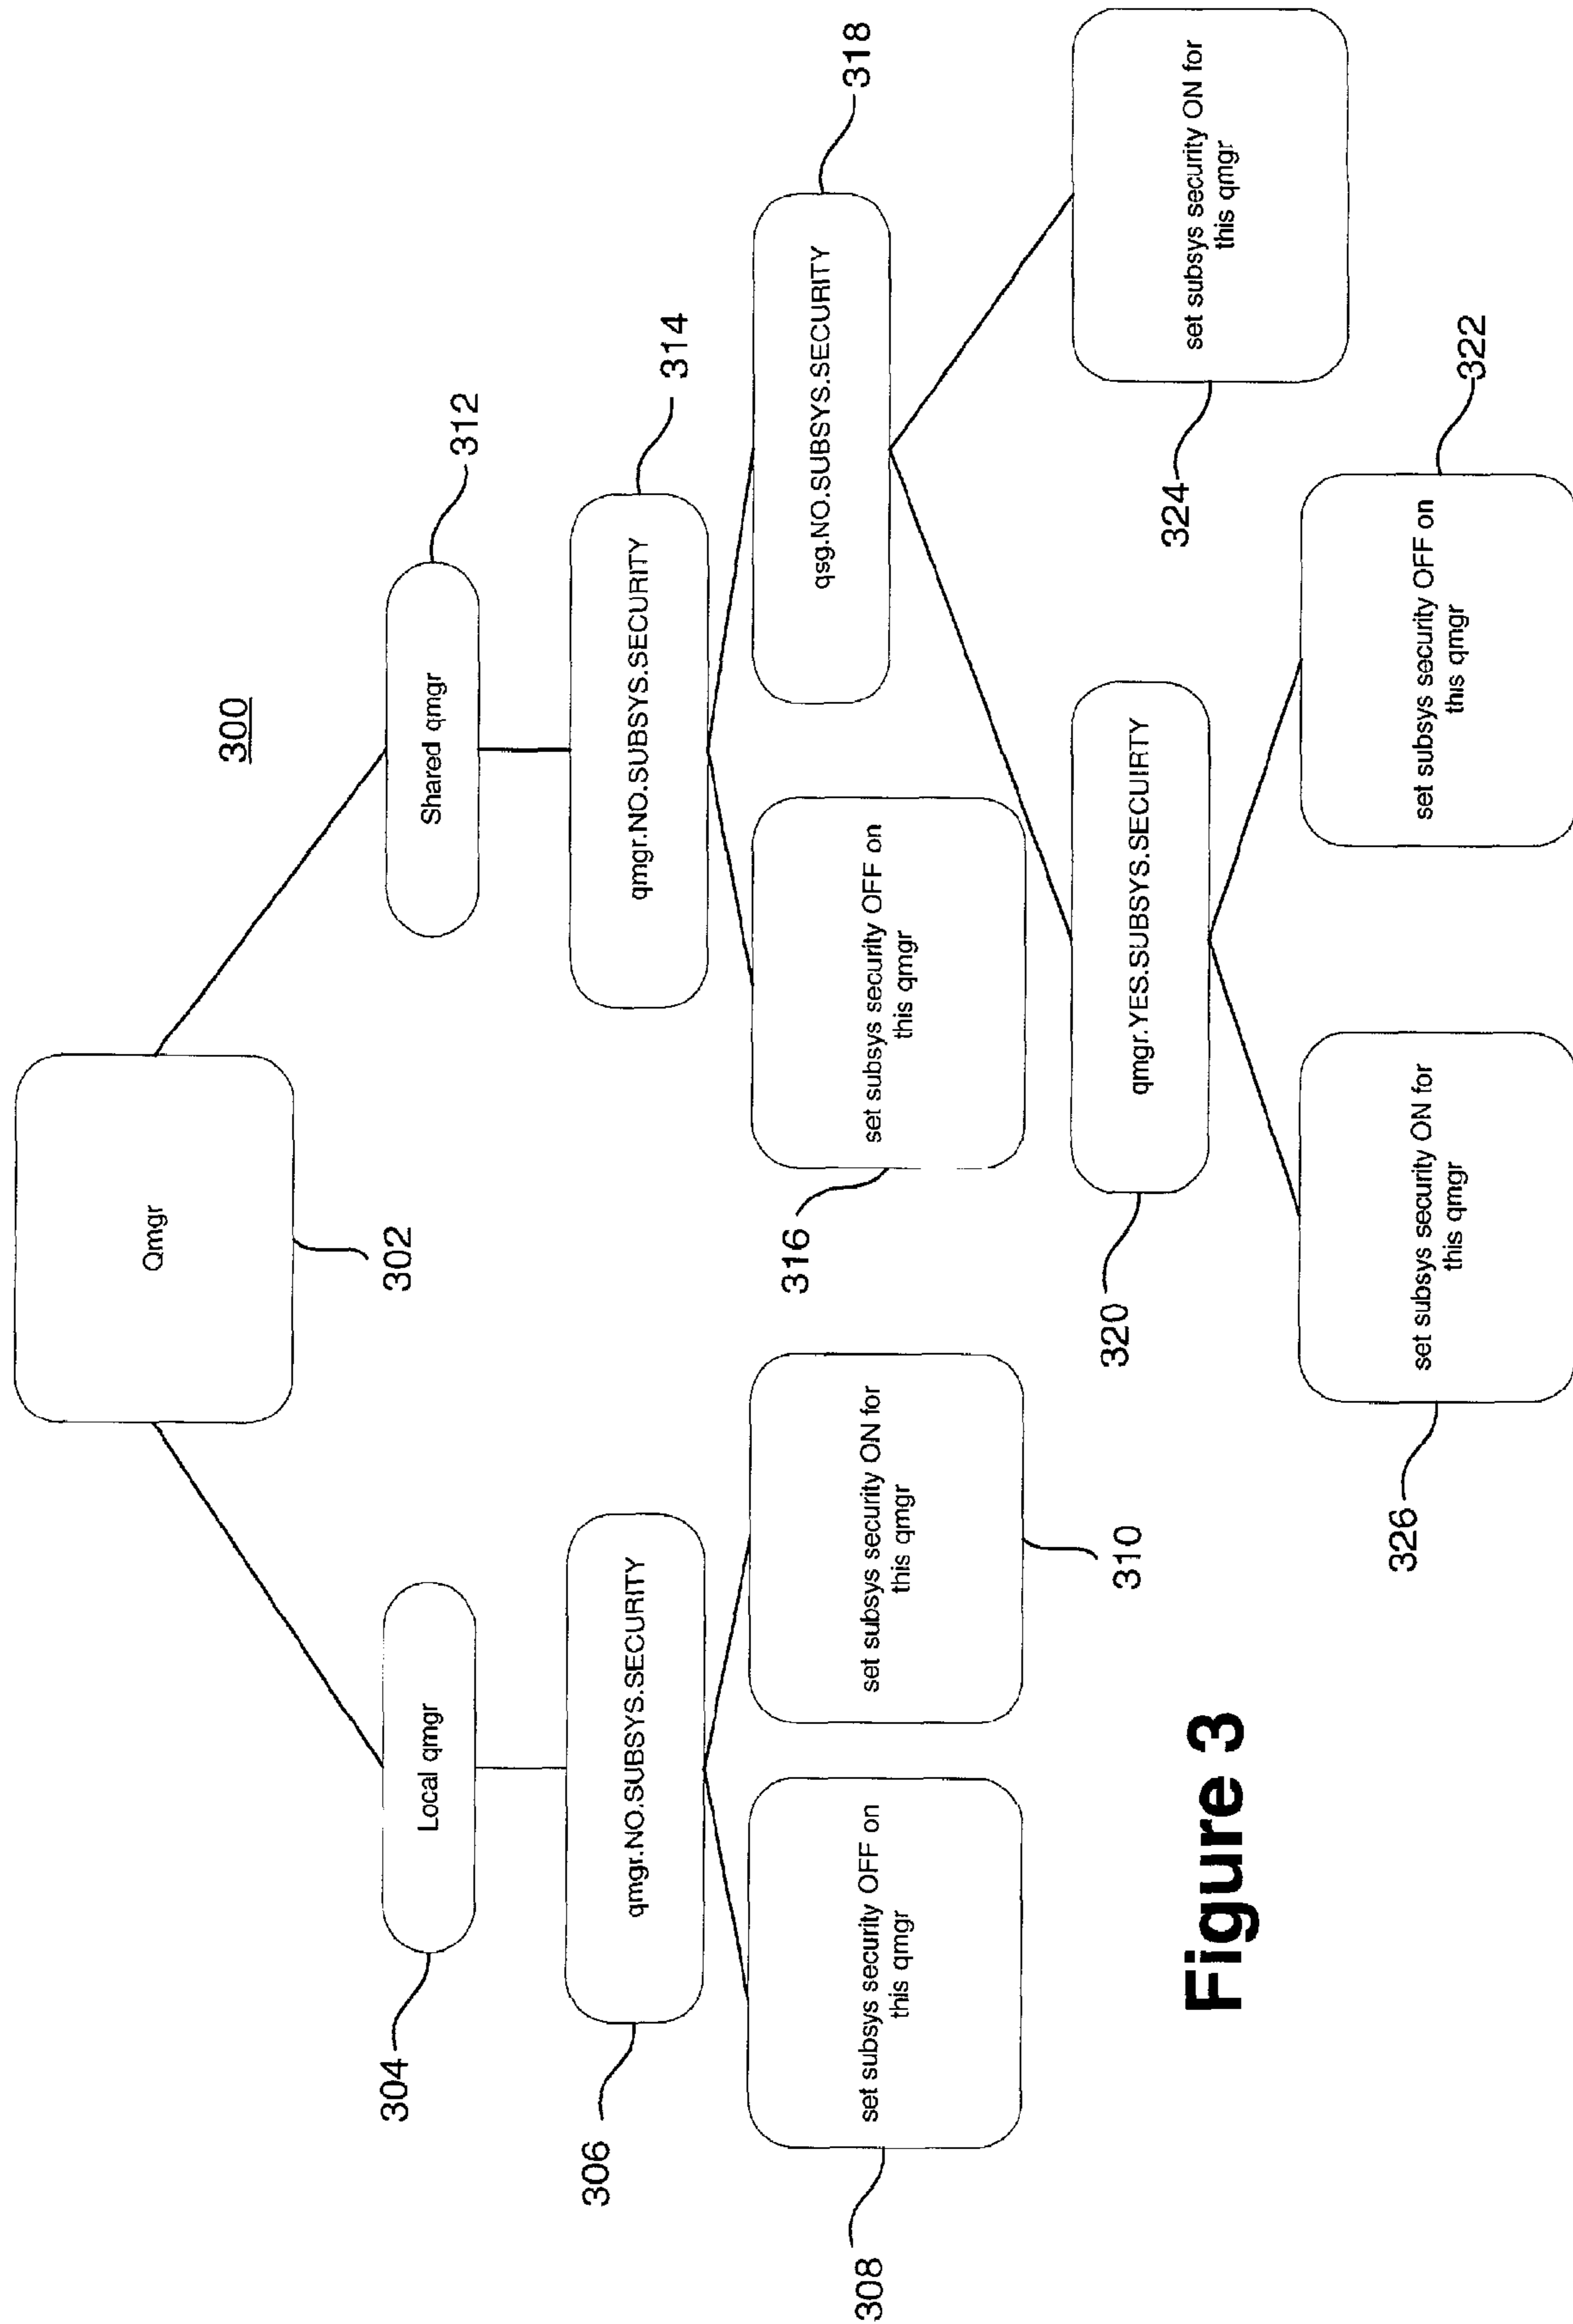 300
Qmgr
302
Local qmgr
304
Shared qmgr
312
qmgr.NO.SUBSYS.SECURITY
306
qmgr.NO.SUBSYS.SECURITY
314
set subsys security OFF on
this qmgr
308
set subsys security ON for
this qmgr
310
set subsys security OFF on
this qmgr
316
qsg.NO.SUBSYS.SECURITY
318
qmgr.YES.SUBSYS.SECUIRTY
320
set subsys security ON for
this qmgr
324
set subsys security ON for
this qmgr
326
set subsys security OFF on
this qmgr
322
Figure 3